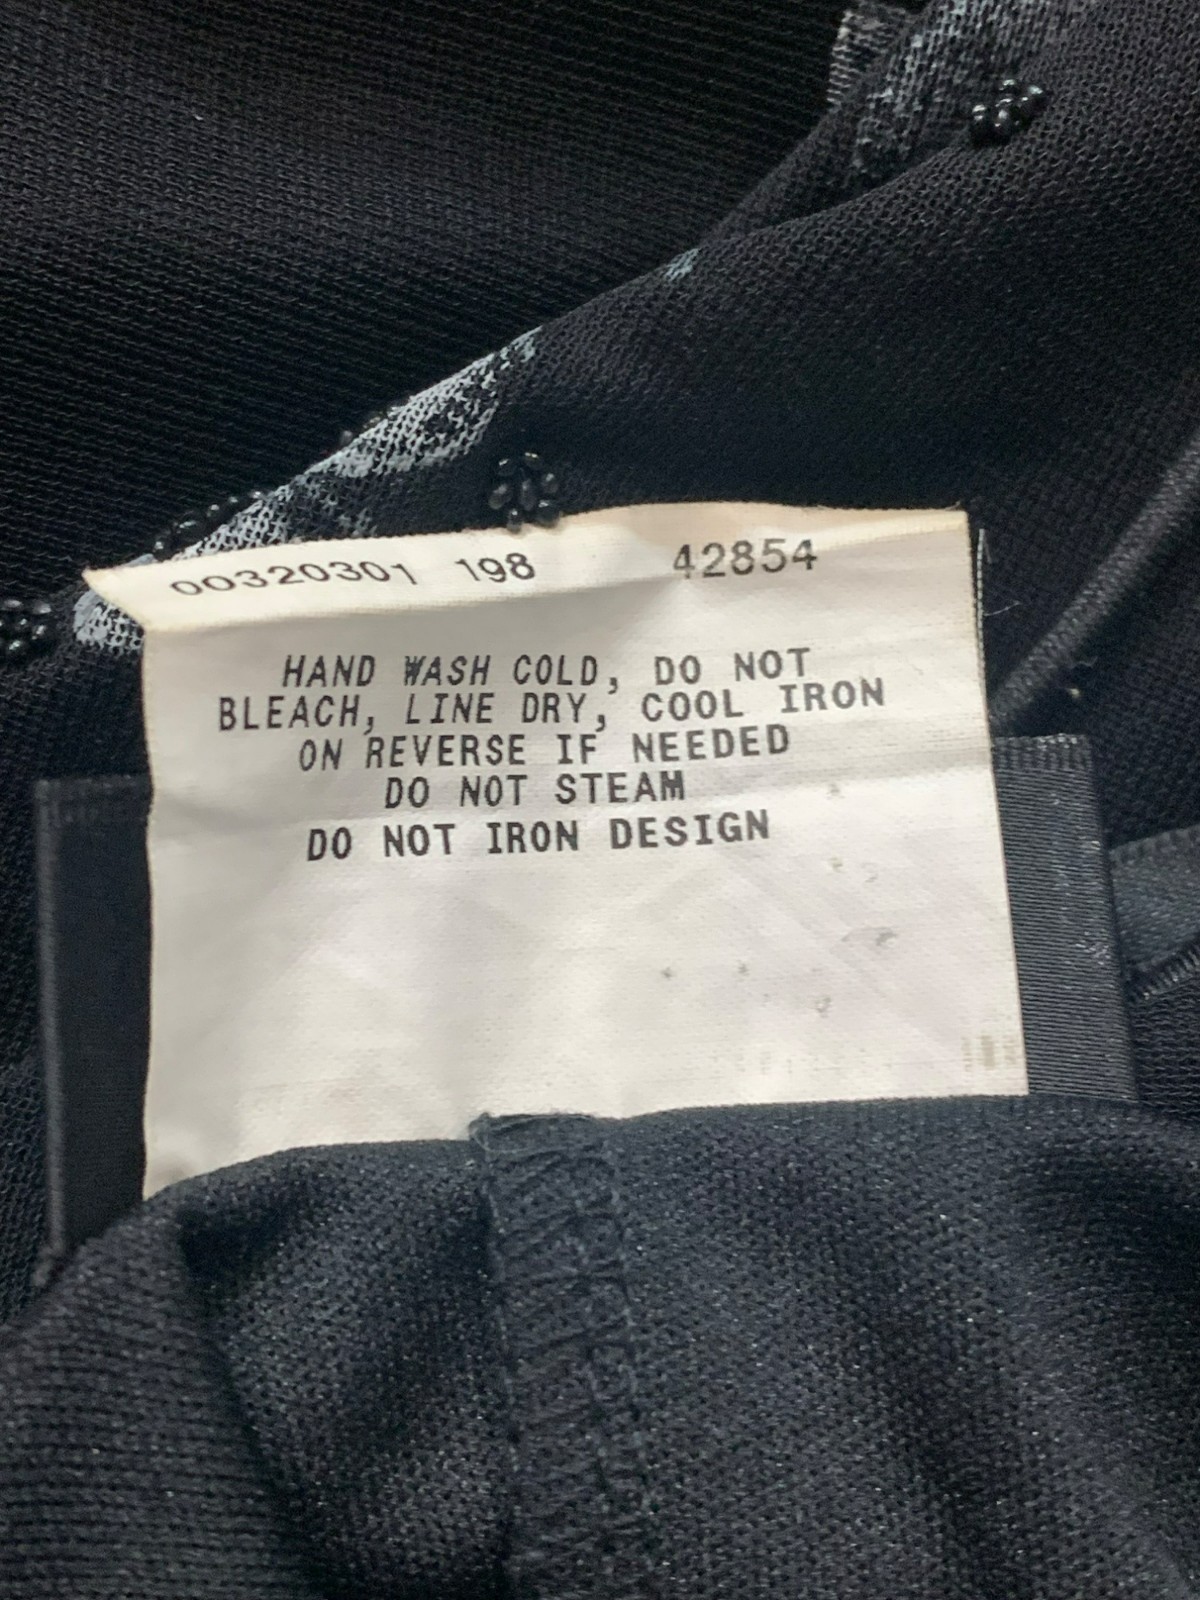 00320301 198 42854
HAND WASH COLD, DO NOT
BLEACH, LINE DRY, COOL IRON
ON REVERSE IF NEEDED
DO NOT STEAM
DO NOT IRON DESIGN